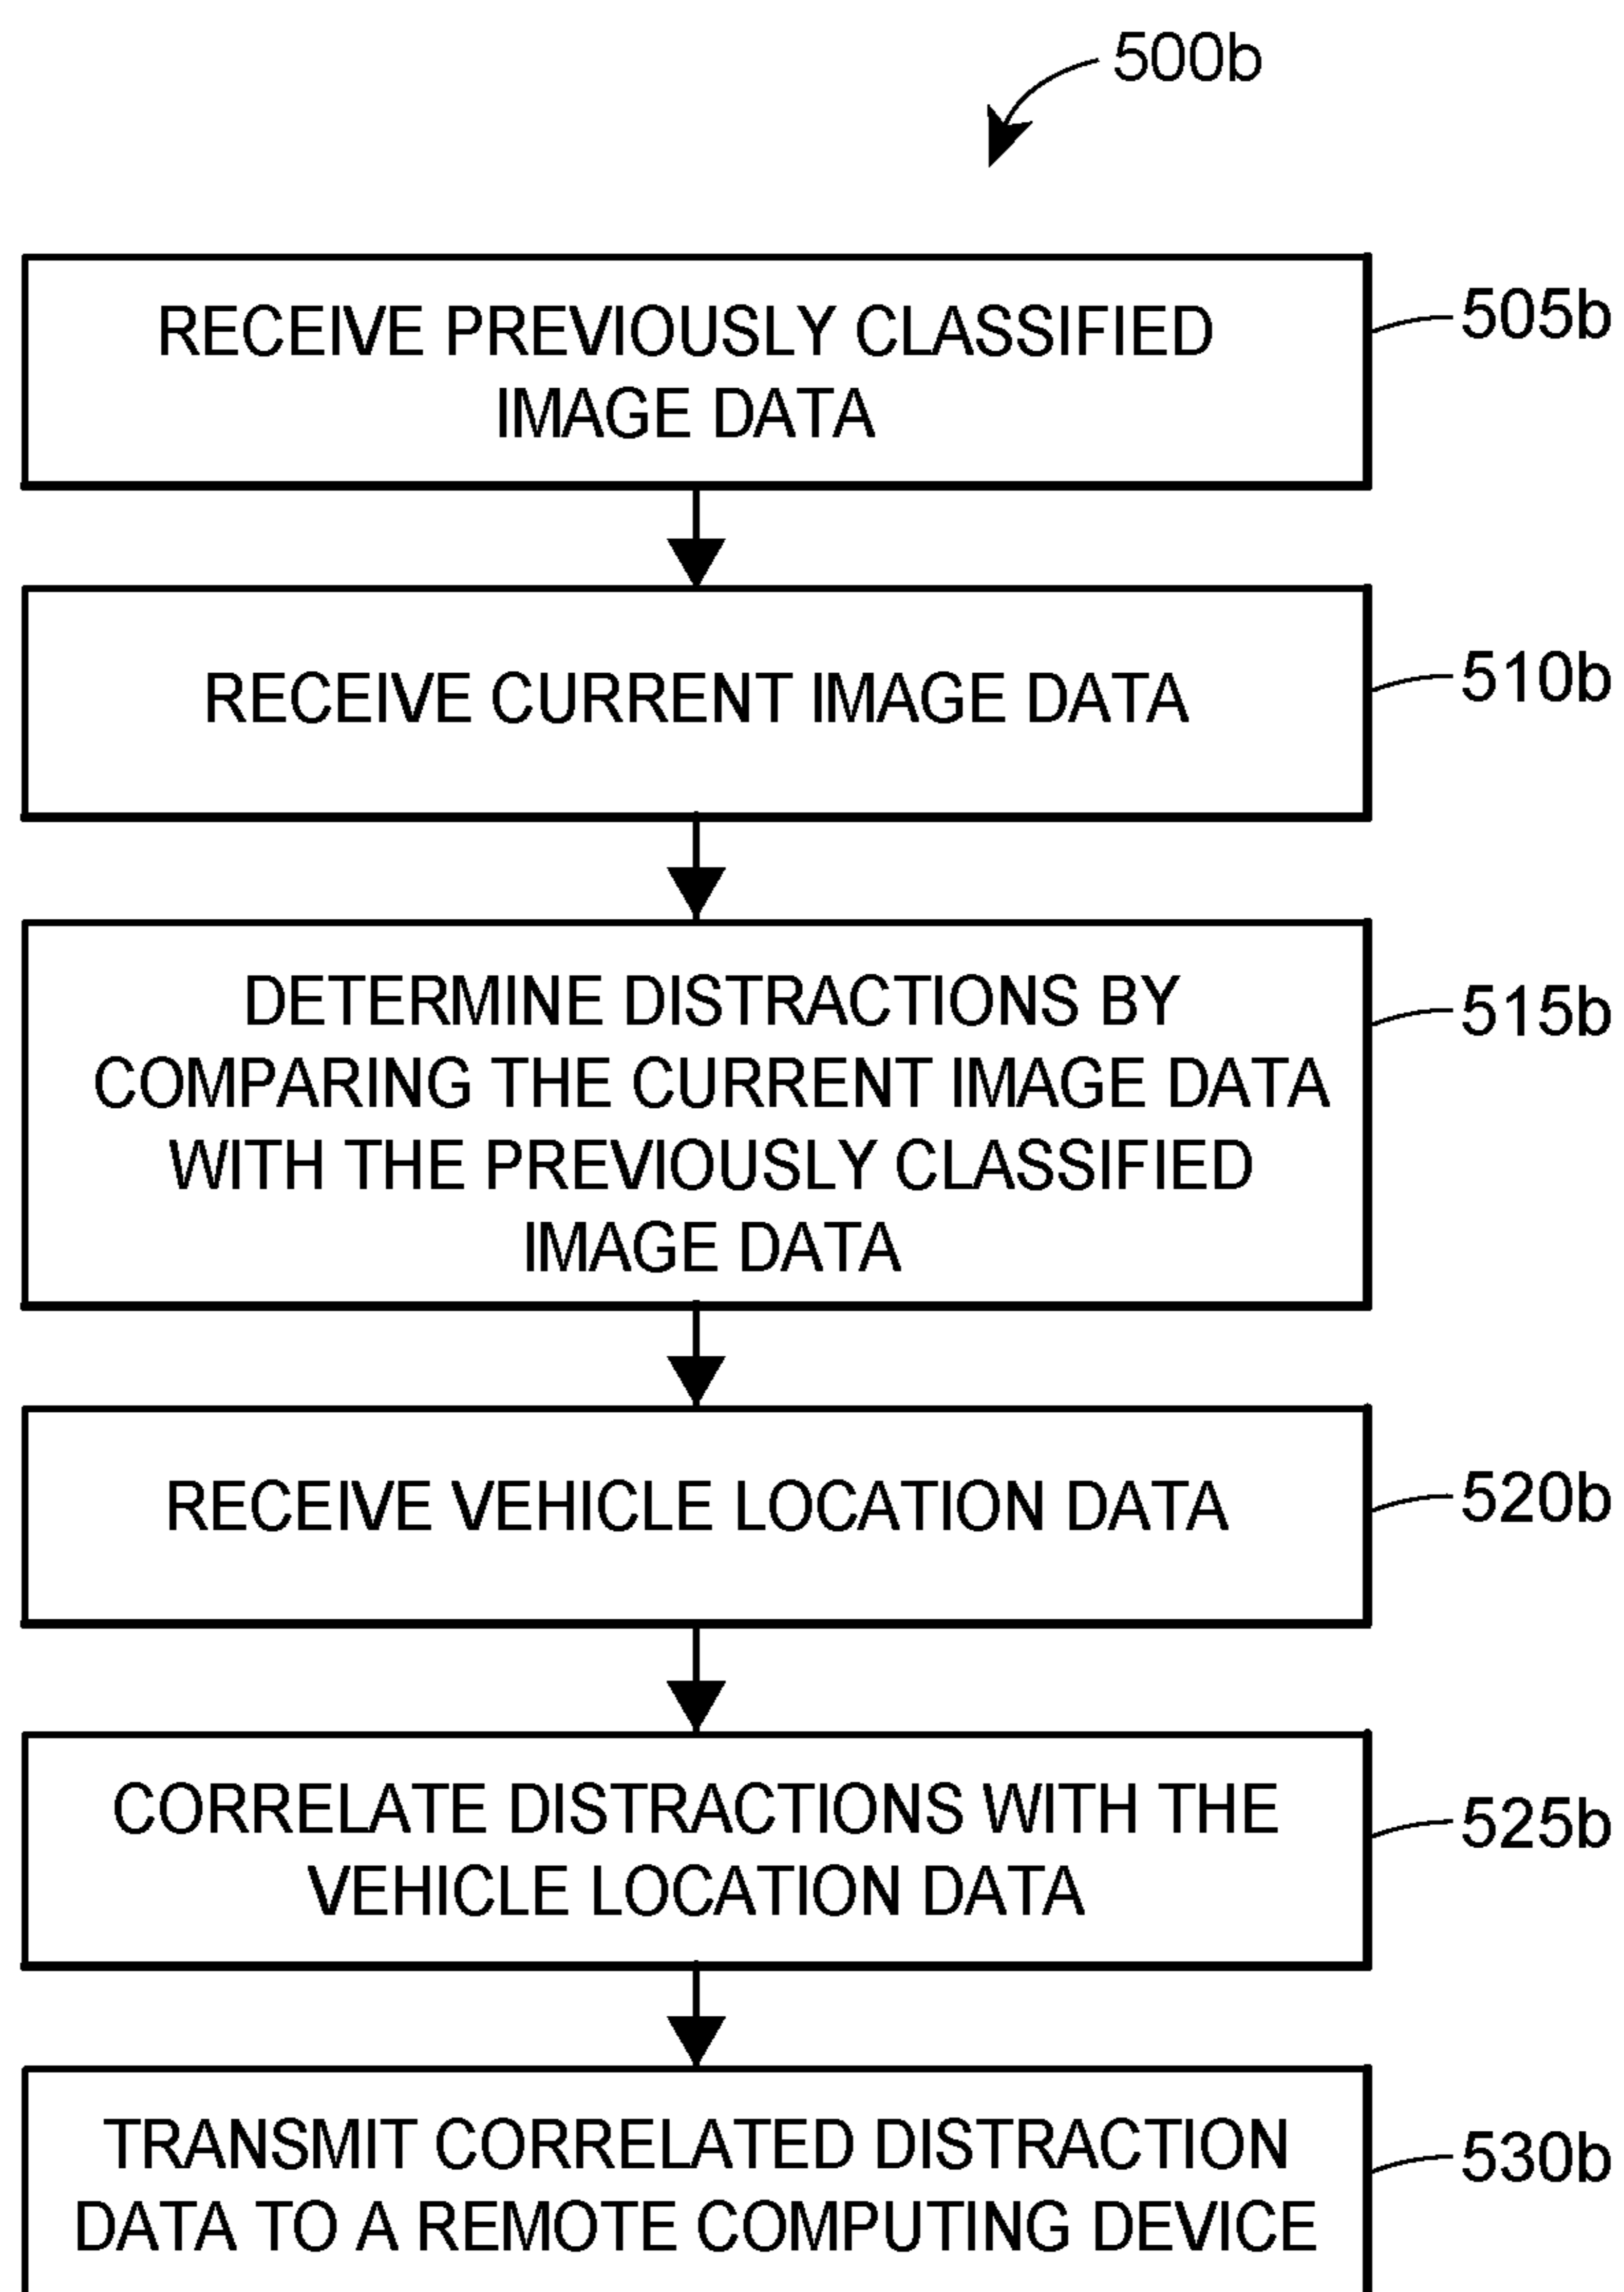 500b
RECEIVE PREVIOUSLY CLASSIFIED
IMAGE DATA
505b
RECEIVE CURRENT IMAGE DATA
510b
DETERMINE DISTRACTIONS BY
COMPARING THE CURRENT IMAGE DATA
WITH THE PREVIOUSLY CLASSIFIED
IMAGE DATA
515b
RECEIVE VEHICLE LOCATION DATA
520b
CORRELATE DISTRACTIONS WITH THE
VEHICLE LOCATION DATA
525b
TRANSMIT CORRELATED DISTRACTION
DATA TO A REMOTE COMPUTING DEVICE
530b